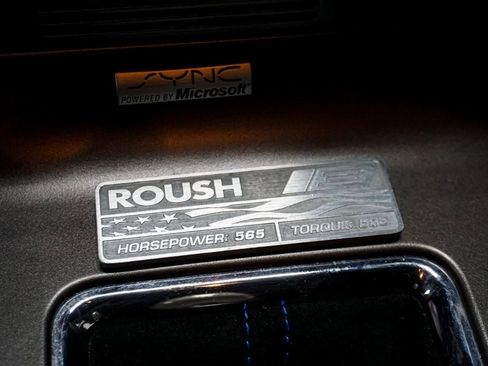 SYNC
POWERED BY Microsoft®
ROUSH
HORSEPOWER: 565
TORQUE: